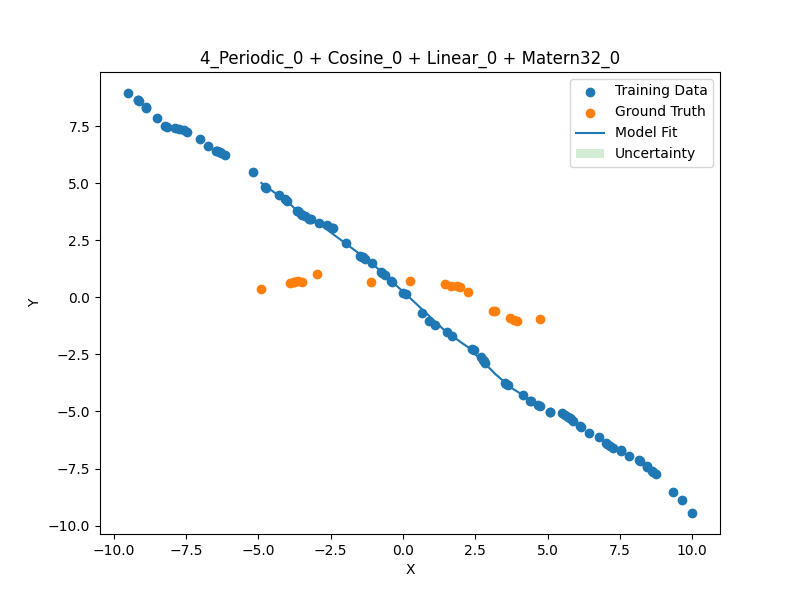 4_Periodic_0 + Cosine_0 + Linear_0 + Matern32_0
Training Data
Ground Truth
Model Fit
Uncertainty
7.5
5.0
2.5
0.0
−2.5
−5.0
−7.5
−10.0
Y
−10.0 −7.5 −5.0 −2.5 0.0 2.5 5.0 7.5 10.0
X